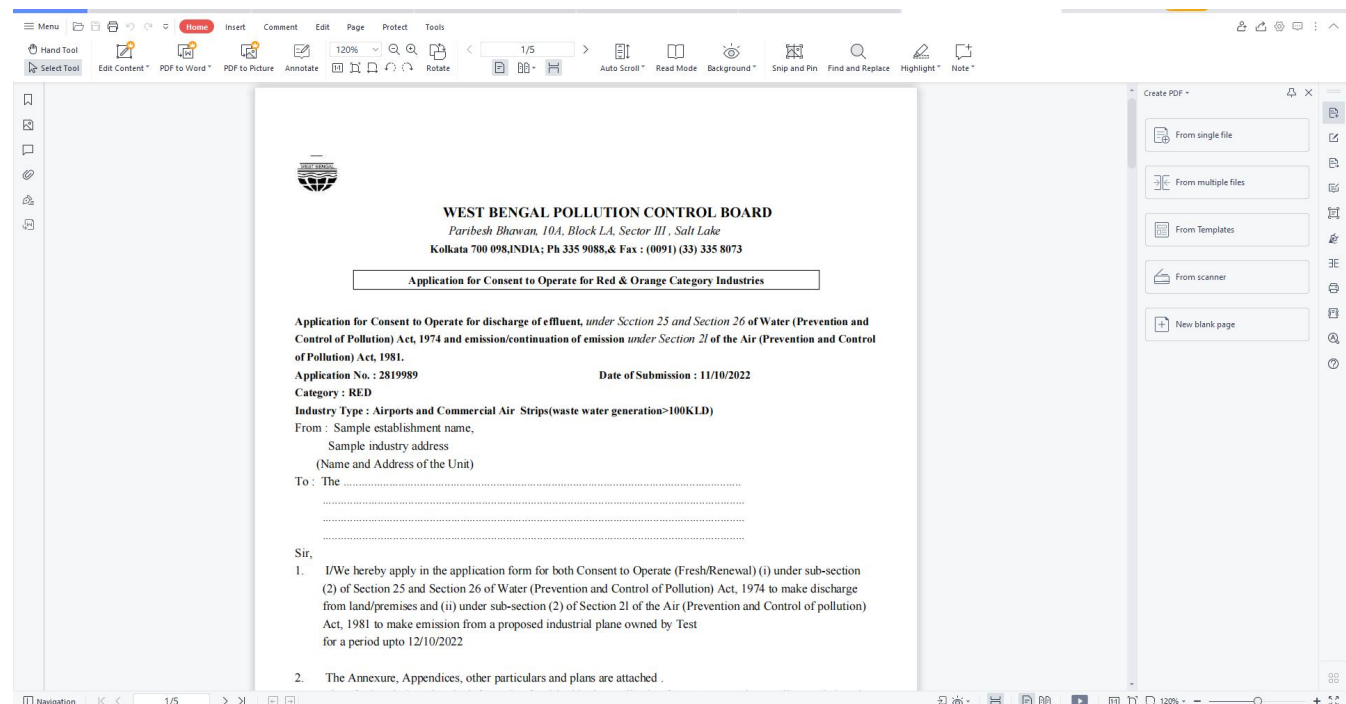 Menu Home Insert Comment Edit Page Protect Tools
Hand Tool
Select Tool Edit Content PDF to Word PDF to Picture Annotate 120% Rotate 1/5 Auto Scroll Read Mode Background Snip and Pin Find and Replace Highlight Note
Create PDF
From single file
From multiple files
From Templates
From scanner
New blank page
WEST BENGAL
WEST BENGAL POLLUTION CONTROL BOARD
Paribesh Bhawan, 10A, Block LA, Sector III , Salt Lake
Kolkata 700 098,INDIA; Ph 335 9088,& Fax : (0091) (33) 335 8073
Application for Consent to Operate for Red & Orange Category Industries
Application for Consent to Operate for discharge of effluent, under Scction 25 and Section 26 of Water (Prevention and
Control of Pollution) Act, 1974 and emission/continuation of emission under Section 2l of the Air (Prevention and Control
of Pollution) Act, 1981.
Application No. : 2819989 Date of Submission : 11/10/2022
Category : RED
Industry Type : Airports and Commercial Air Strips(waste water generation>100KLD)
From : Sample establishment name,
Sample industry address
(Name and Address of the Unit)
To : The ....................
Sir,
1. I/We hereby apply in the application form for both Consent to Operate (Fresh/Renewal) (i) under sub-section
(2) of Section 25 and Section 26 of Water (Prevention and Control of Pollution) Act, 1974 to make discharge
from land/premises and (ii) under sub-section (2) of Section 2l of the Air (Prevention and Control of pollution)
Act, 1981 to make emission from a proposed industrial plane owned by Test
for a period upto 12/10/2022
2. The Annexure, Appendices, other particulars and plans are attached .
Navigation 1/5 120%